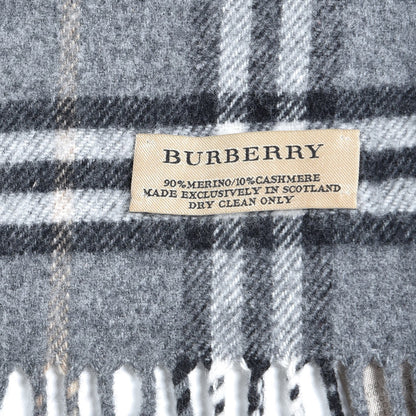 BURBERRY
90%MERINO/10%CASHMERE
MADE EXCLUSIVELY IN SCOTLAND
DRY CLEAN ONLY